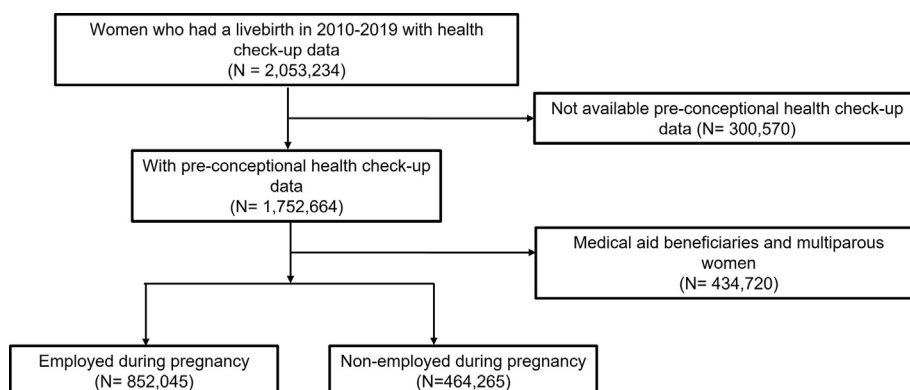 Women who had a livebirth in 2010-2019 with health
check-up data
(N = 2,053,234)
Not available pre-conceptional health check-up
data (N= 300,570)
With pre-conceptional health check-up
data
(N= 1,752,664)
Medical aid beneficiaries and multiparous
women
(N= 434,720)
Employed during pregnancy
(N= 852,045)
Non-employed during pregnancy
(N=464,265)